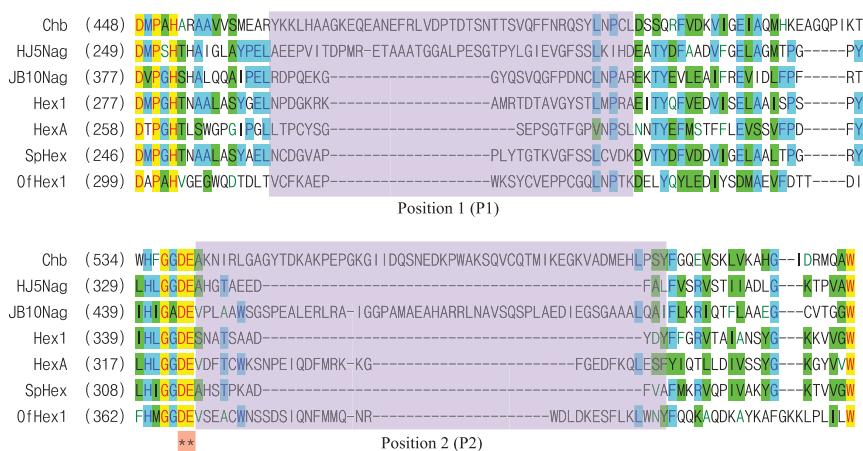 Chb (448) DMPAHARAAVVSMEARYKKLHAAGKEQEANEFRLVDPTDTSNTTSVQFFNRQSYLNPCLDSSQRFVDKVIGEIAQMHKEAGQPIKT
HJ5Nag (249) DMPSHTHAIGLAYPELAEEPVITDPMR-ETAAATGGALPESGTPYLGIEVGFSSLKIHDEATYDFAADVFGELAGMTPG-----PY
JB10Nag (377) DVPGHSHALQQAIPELRDPQEKG-------------------GYQSVQGFPDNCLNPAREKTYEVLEAIFREVIDLFPF-----RT
Hex1 (277) DMPGHTNAALASYGELNPDGKRK-------------------AMRTDTAVGYSTLMPRAEITYQFVEDVISELAAISPS-----PY
HexA (258) DTPGHTLSWGPGIPGLLTPCYSG----------------------SEPSGTFGPVNPSLNNTYEFMSTFFLEVSSVFPD-----FY
SpHex (246) DMPGHTNAALASYAELNCDGVAP-------------------PLYTGTKVGFSSLCVDKDVTYDFVDDVIGELAALTPG-----RY
OfHex1 (299) DAPAHVGEGWQDTDLTVCFKAEP-------------------WKSYCVEPPCGQLNPTKDELYQYLEDIYSDMAEVFDTT----DI
Position 1 (P1)
Chb (534) WHFGGDEAKNIRLGAGYTDKAKPEPGKGIIDQSNEDKPWAKSQVCQTMIKEGKVADMEHLPSYFGQEVSKLVKAHG--IDRMQAW
HJ5Nag (329) LHLGGDEAHGTAEED---------------------------------------------FALFVSRVSTIIADLG---KTPVAW
JB10Nag (439) IHIGADEVPLAAWSGSPEALERLRA-IGGPAMAEAHARRLNAVSQSPLAEDIEGSGAALLQAIFLKRIQTFLAAEG---CVTGGW
Hex1 (339) IHLGGDESNATSAAD---------------------------------------------YDYFFGRVTAIANSYG---KKVVGW
HexA (317) LHLGGDEVDFTCWKSNPEIQDFMRK-KG---------------------FGEDFKQLESFYIQTLLDIVSSYG---KGYVVW
SpHex (308) LHIGGDEAHSTPKAD---------------------------------------------FVAFMKRVQPIVAKYG---KTVVGW
OfHex1 (362) FHMGGDEVSEACWNSSDSIQNFMMQ-NR---------------------WDLDKESFLKLWNYFQQKAQDKAYKAFGKKLPLILW
**
Position 2 (P2)